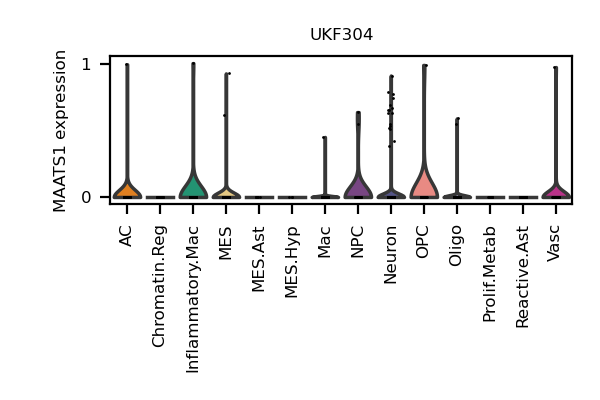 UKF304
MAATS1 expression
1
0
AC
Chromatin.Reg
Inflammatory.Mac
MES
MES.Ast
MES.Hyp
Mac
NPC
Neuron
OPC
Oligo
Prolif.Metab
Reactive.Ast
Vasc